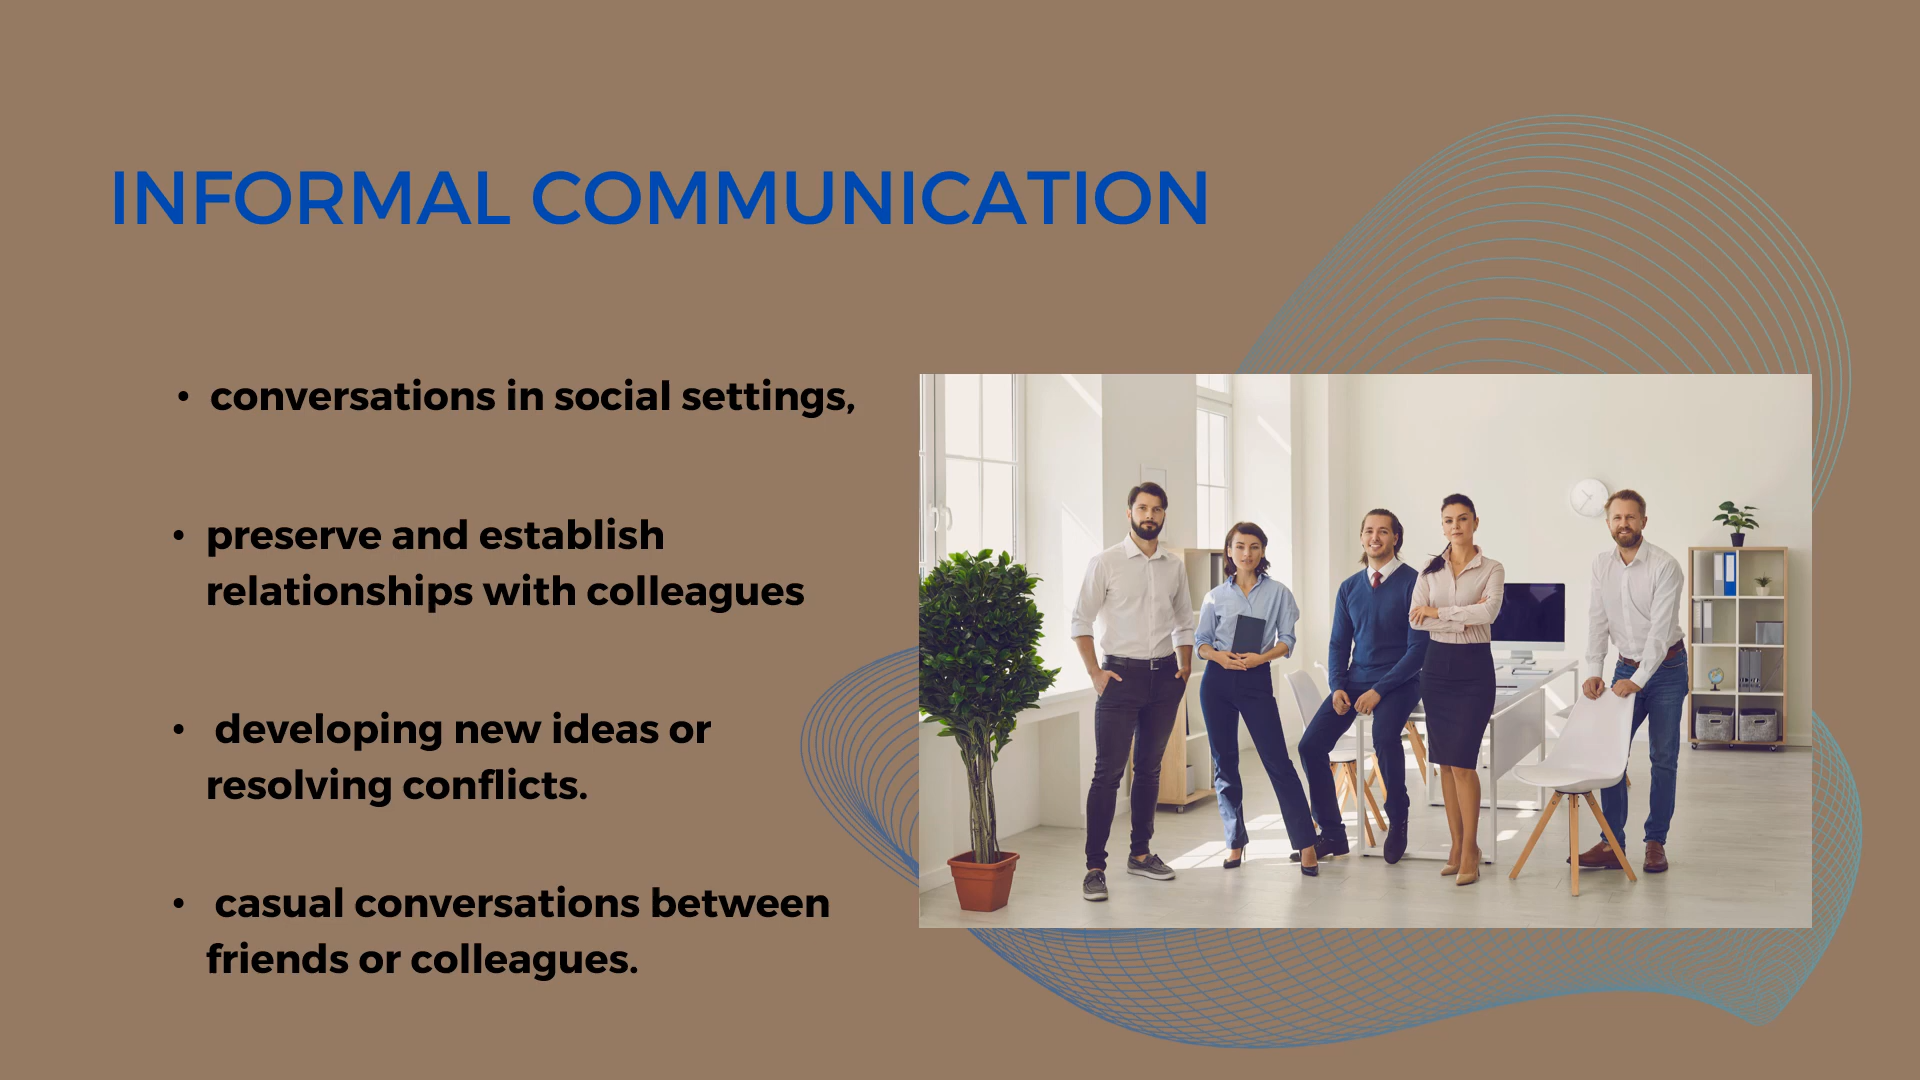 INFORMAL COMMUNICATION
• conversations in social settings,
• preserve and establish
relationships with colleagues
• developing new ideas or
resolving conflicts.
• casual conversations between
friends or colleagues.